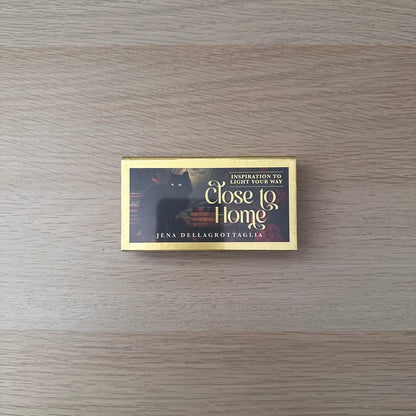 INSPIRATION TO
LIGHT YOUR WAY
Close to
Home
JENA DELLAGROTTAGLIA